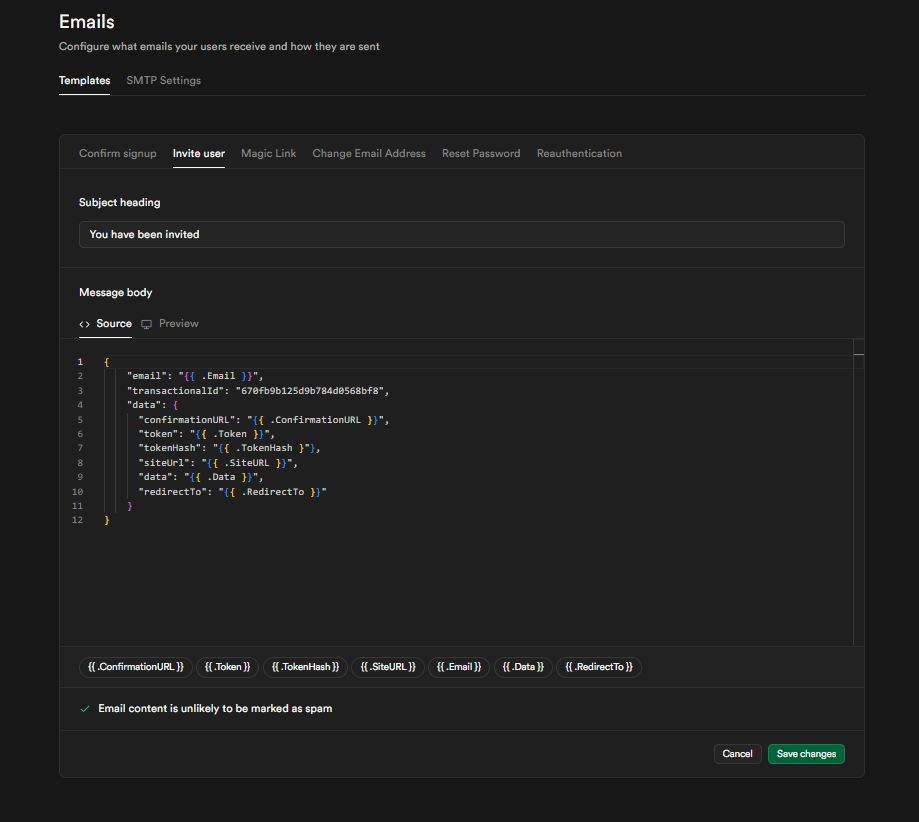 Emails
Configure what emails your users receive and how they are sent
Templates SMTP Settings
Confirm signup Invite user Magic Link Change Email Address Reset Password Reauthentication
Subject heading
You have been invited
Message body
<> Source Preview
1 {
2 "email": "{{ .Email }}",
3 "transactionalId": "670fb9b125d9b784d0568bf8",
4 "data": {
5 "confirmationURL": "{{ .ConfirmationURL }}",
6 "token": "{{ .Token }}",
7 "tokenHash": "{{ .TokenHash }"},
8 "siteUrl": "{{ .SiteURL }}",
9 "data": "{{ .Data }}",
10 "redirectTo": "{{ .RedirectTo }}"
11 }
12 }
{{ .ConfirmationURL }} {{ .Token }} {{ .TokenHash }} {{ .SiteURL }} {{ .Email }} {{ .Data }} {{ .RedirectTo }}
Email content is unlikely to be marked as spam
Cancel Save changes